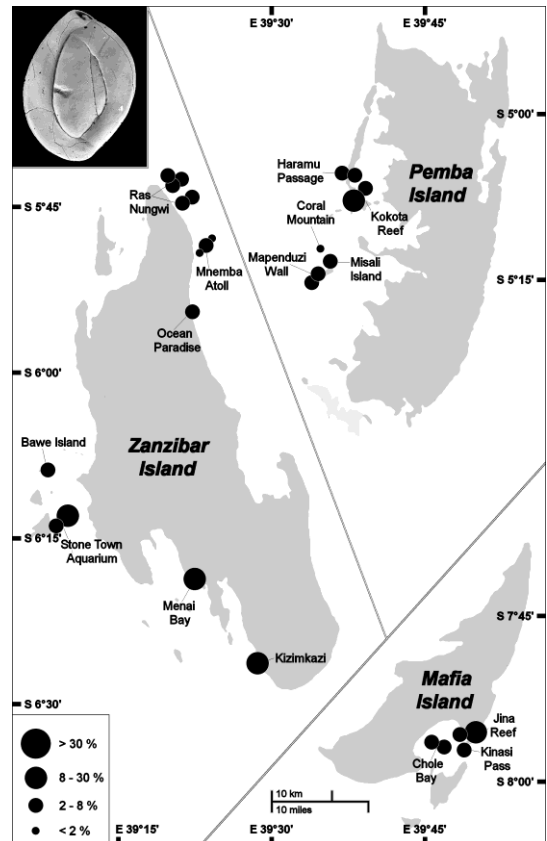 E 39°30'
E 39°45'
S 5°00'
Haramu
Passage
Pemba
Island
Ras
Nungwi
S 5°45'
Coral
Mountain
Kokota
Reef
Mnemba
Atoll
Mapenduzi
Wall
Misali
Island
S 5°15'
Ocean
Paradise
S 6°00'
Zanzibar
Island
Bawe Island
S 6°15'
Stone Town
Aquarium
Menai
Bay
S 7°45'
Kizimkazi
Mafia
Island
S 6°30'
Jina
Reef
Chole
Bay
Kinasi
Pass
> 30 %
8 - 30 %
2 - 8 %
< 2 %
10 km
10 miles
S 8°00'
E 39°15'
E 39°30'
E 39°45'